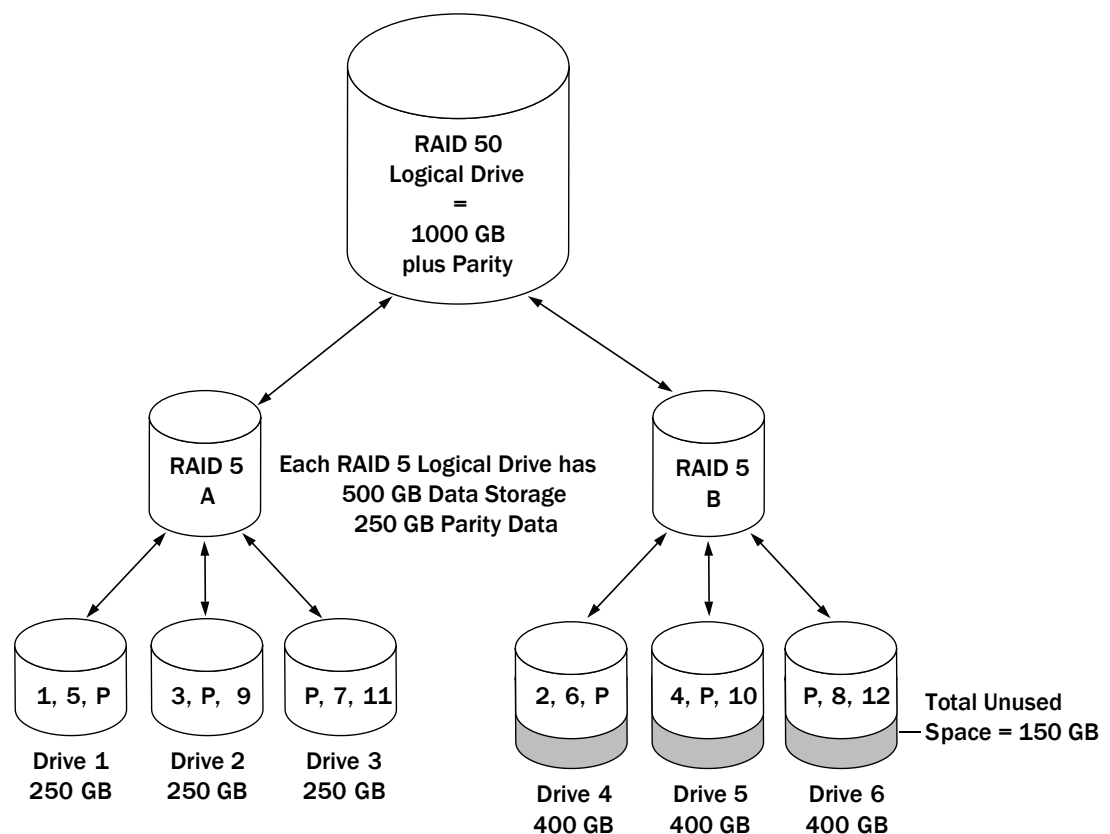 RAID 50
Logical Drive
=
1000 GB
plus Parity
RAID 5
A
Each RAID 5 Logical Drive has
500 GB Data Storage
250 GB Parity Data
RAID 5
B
1, 5, P
3, P, 9
P, 7, 11
2, 6, P
4, P, 10
P, 8, 12
Total Unused
Space = 150 GB
Drive 1
250 GB
Drive 2
250 GB
Drive 3
250 GB
Drive 4
400 GB
Drive 5
400 GB
Drive 6
400 GB